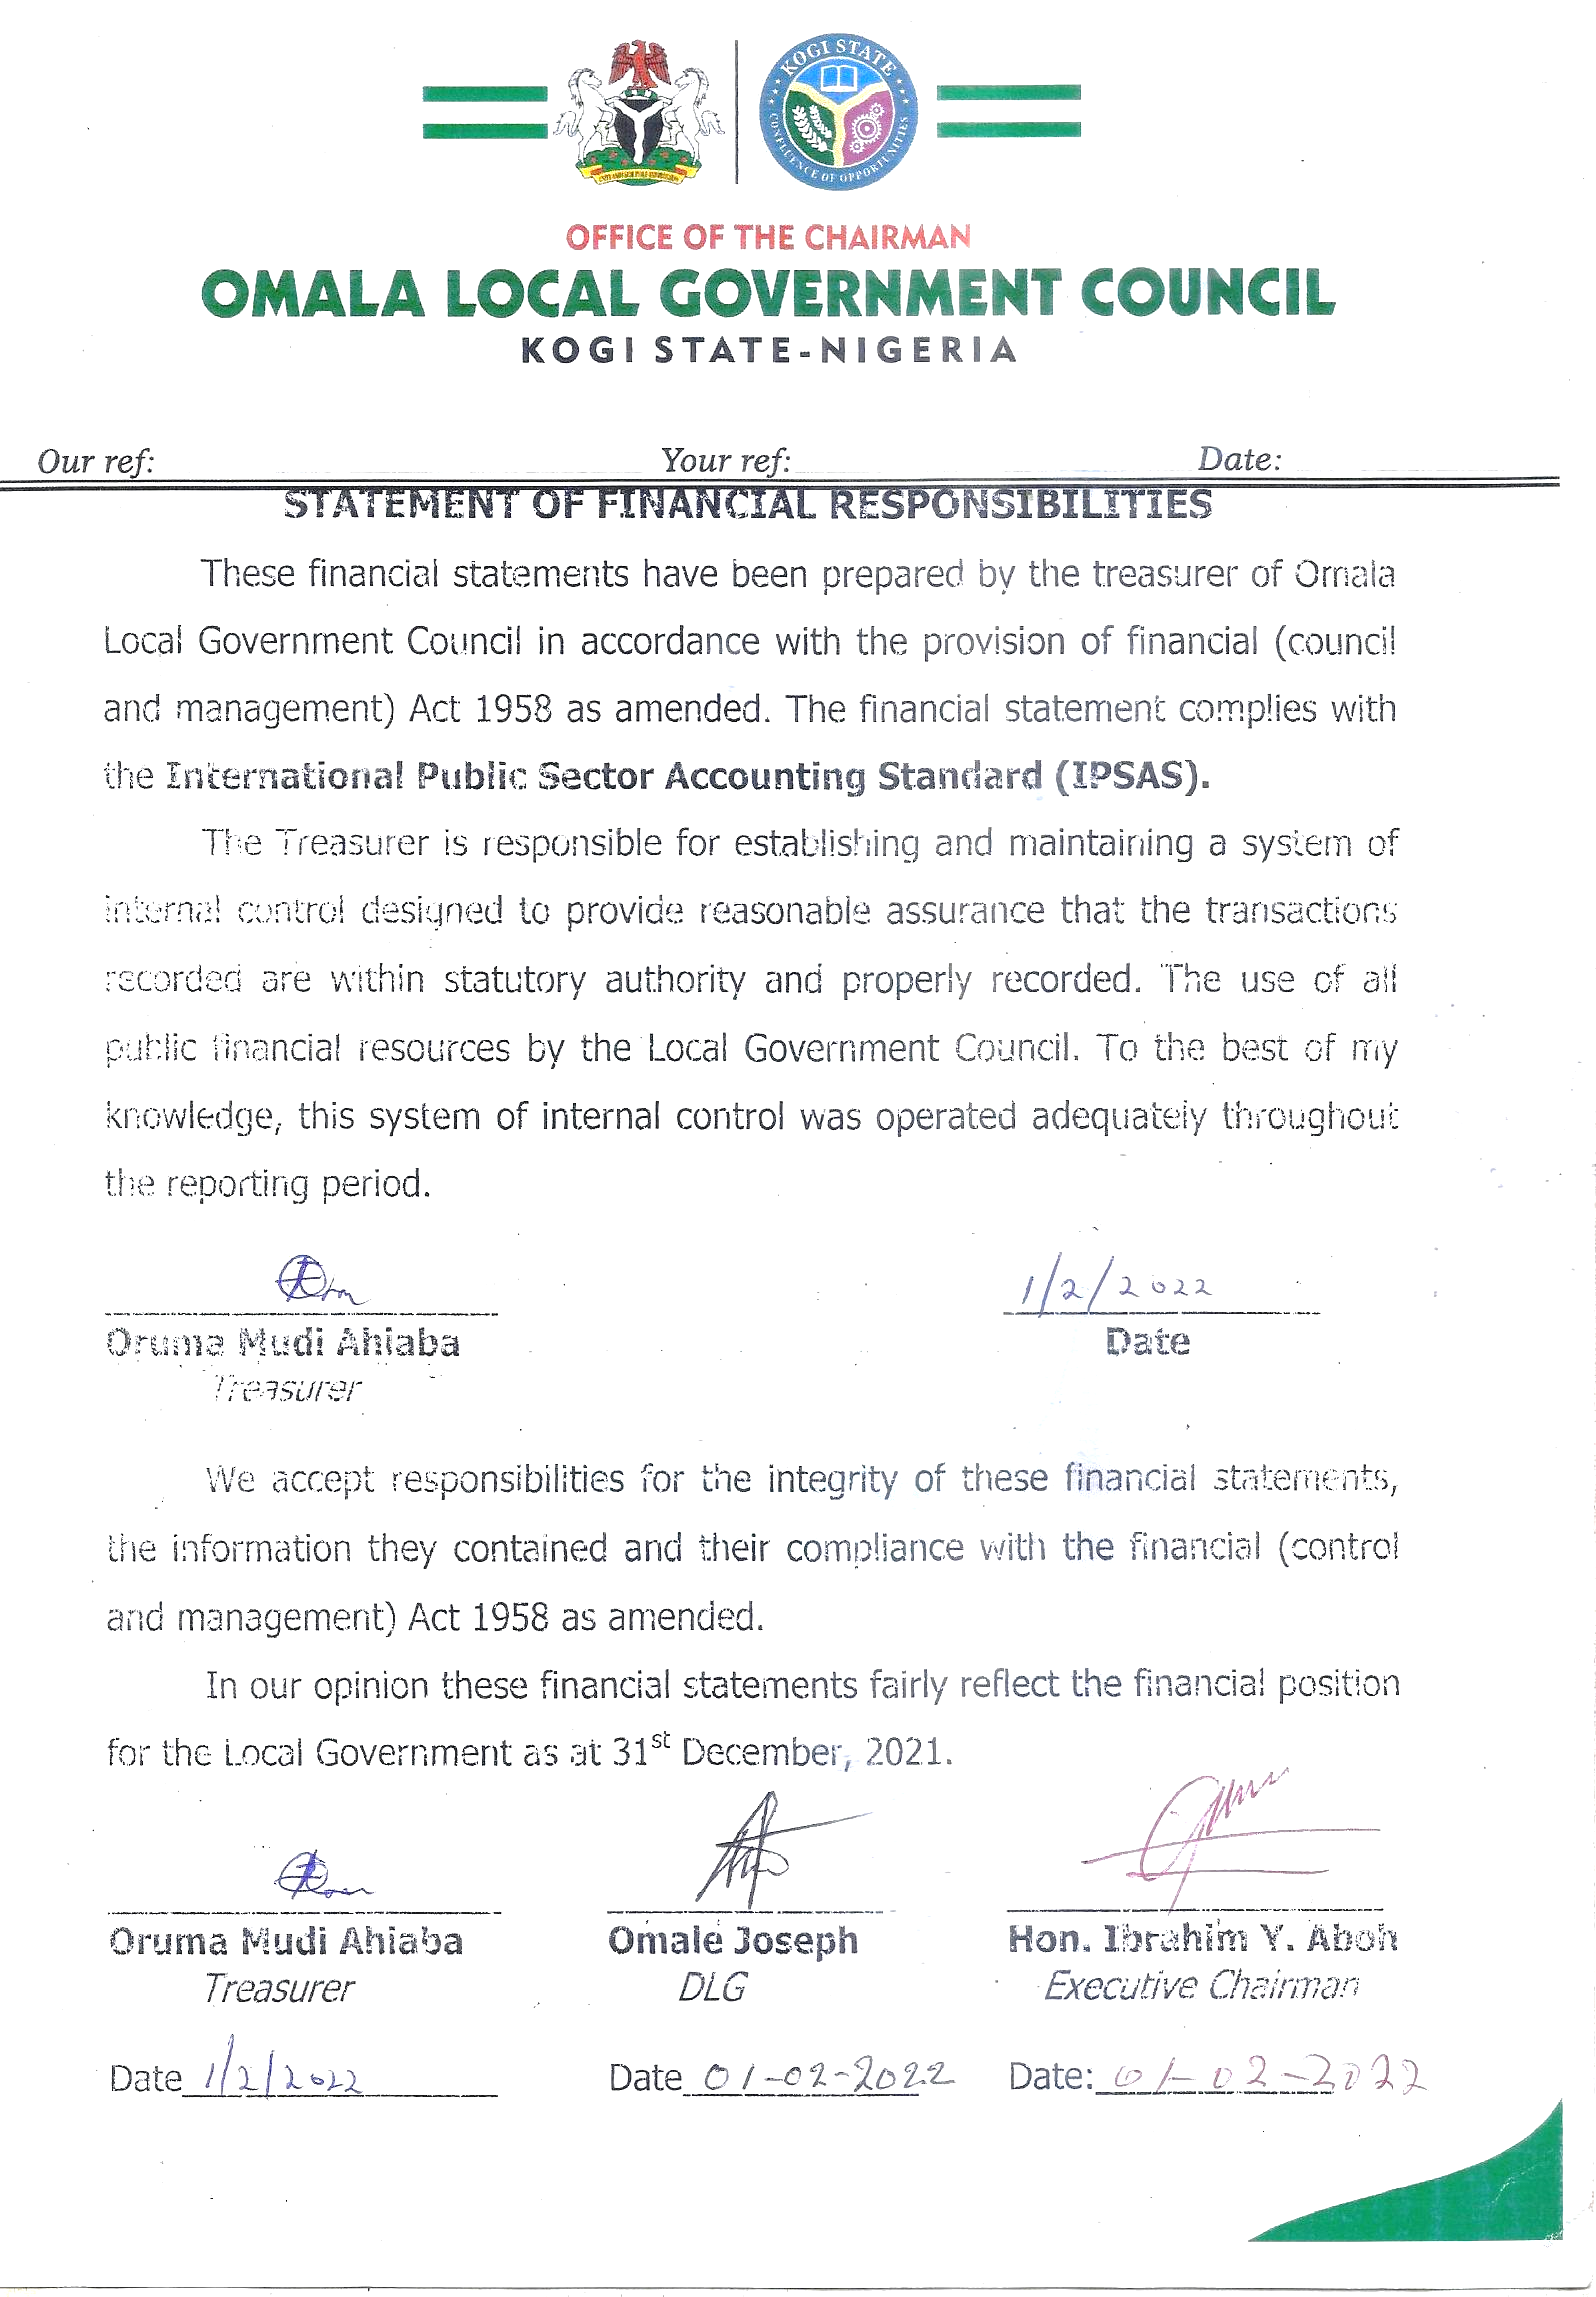 KOGI STATE
CONFLUENCE OF OPPORTUNITIES
OFFICE OF THE CHAIRMAN
OMALA LOCAL GOVERNMENT COUNCIL
KOGI STATE-NIGERIA
Our ref: Your ref: Date:
STATEMENT OF FINANCIAL RESPONSIBILITIES
These financial statements have been prepared by the treasurer of Omala
Local Government Council in accordance with the provision of financial (council
and management) Act 1958 as amended. The financial statement complies with
the International Public Sector Accounting Standard (IPSAS).
The Treasurer is responsible for establishing and maintaining a system of
internal control designed to provide reasonable assurance that the transactions
recorded are within statutory authority and properly recorded. The use of all
public financial resources by the Local Government Council. To the best of my
knowledge, this system of internal control was operated adequately throughout
the reporting period.
1/2/2022
Oruma Mudi Ahiaba Date
Treasurer
We accept responsibilities for the integrity of these financial statements,
the information they contained and their compliance with the financial (control
and management) Act 1958 as amended.
In our opinion these financial statements fairly reflect the financial position
for the Local Government as at 31st December, 2021.
Oruma Mudi Ahiaba Omale Joseph Hon. Ibrahim Y. Aboh
Treasurer DLG Executive Chairman
Date 1/2/2022 Date 01-02-2022 Date: 01-02-2022